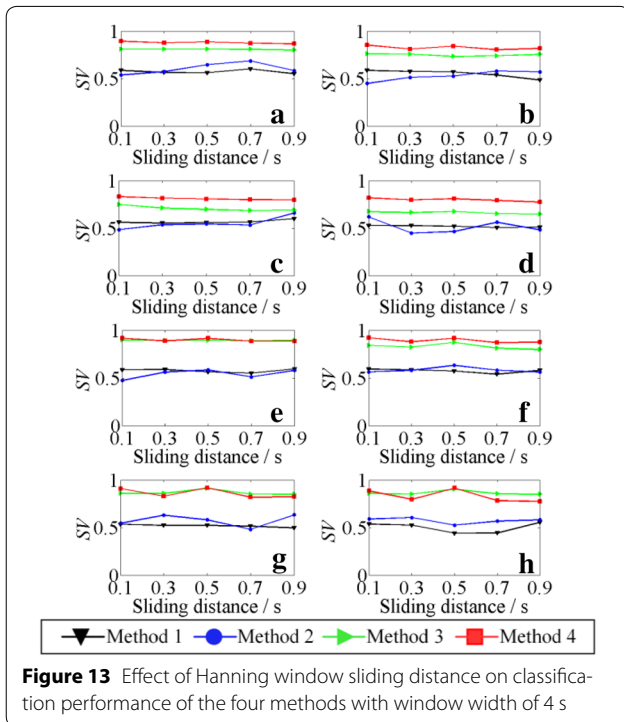 1
0.5
0
SV
a
0.1 0.3 0.5 0.7 0.9
Sliding distance / s
1
0.5
0
SV
b
0.1 0.3 0.5 0.7 0.9
Sliding distance / s
1
0.5
0
SV
c
0.1 0.3 0.5 0.7 0.9
Sliding distance / s
1
0.5
0
SV
d
0.1 0.3 0.5 0.7 0.9
Sliding distance / s
1
0.5
0
SV
e
0.1 0.3 0.5 0.7 0.9
Sliding distance / s
1
0.5
0
SV
f
0.1 0.3 0.5 0.7 0.9
Sliding distance / s
1
0.5
0
SV
g
0.1 0.3 0.5 0.7 0.9
Sliding distance / s
1
0.5
0
SV
h
0.1 0.3 0.5 0.7 0.9
Sliding distance / s
Method 1 Method 2 Method 3 Method 4
Figure 13 Effect of Hanning window sliding distance on classifica-
tion performance of the four methods with window width of 4 s